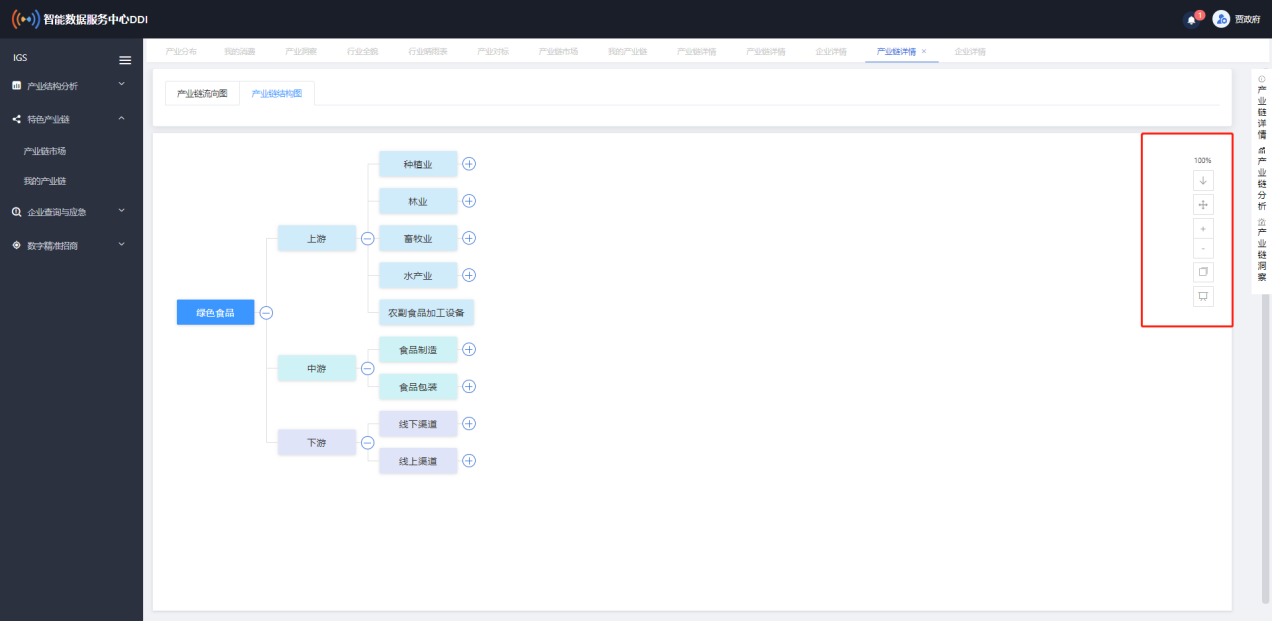 智能数据服务中心DDI
1
贾政府
IGS
产业结构分析
特色产业链
产业链市场
我的产业链
企业查询与应急
数字精准招商
产业分布 我的消息 产业洞察 行业全貌 行业晴雨表 产业对标 产业链市场 我的产业链 产业链详情 产业链详情 企业详情 产业链详情 × 企业详情
产业链流向图 产业链结构图
绿色食品
上游
种植业
林业
畜牧业
水产业
农副食品加工设备
中游
食品制造
食品包装
下游
线下渠道
线上渠道
100%
产业链详情
产业链分析
产业链洞察